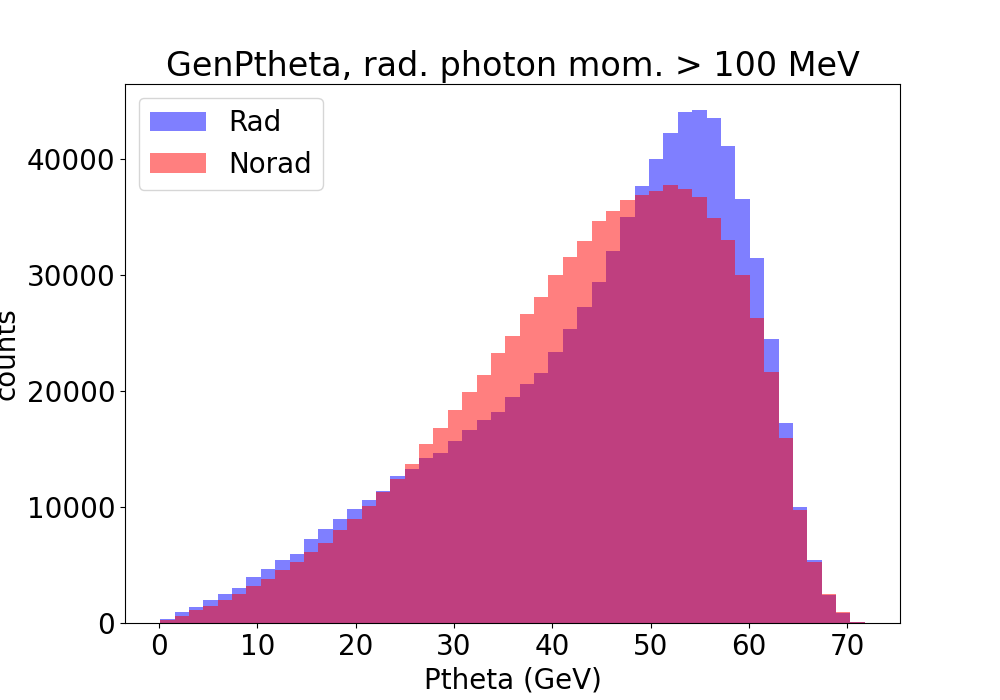 GenPtheta, rad. photon mom. > 100 MeV
Rad
Norad
counts
40000
30000
20000
10000
0
0 10 20 30 40 50 60 70
Ptheta (GeV)